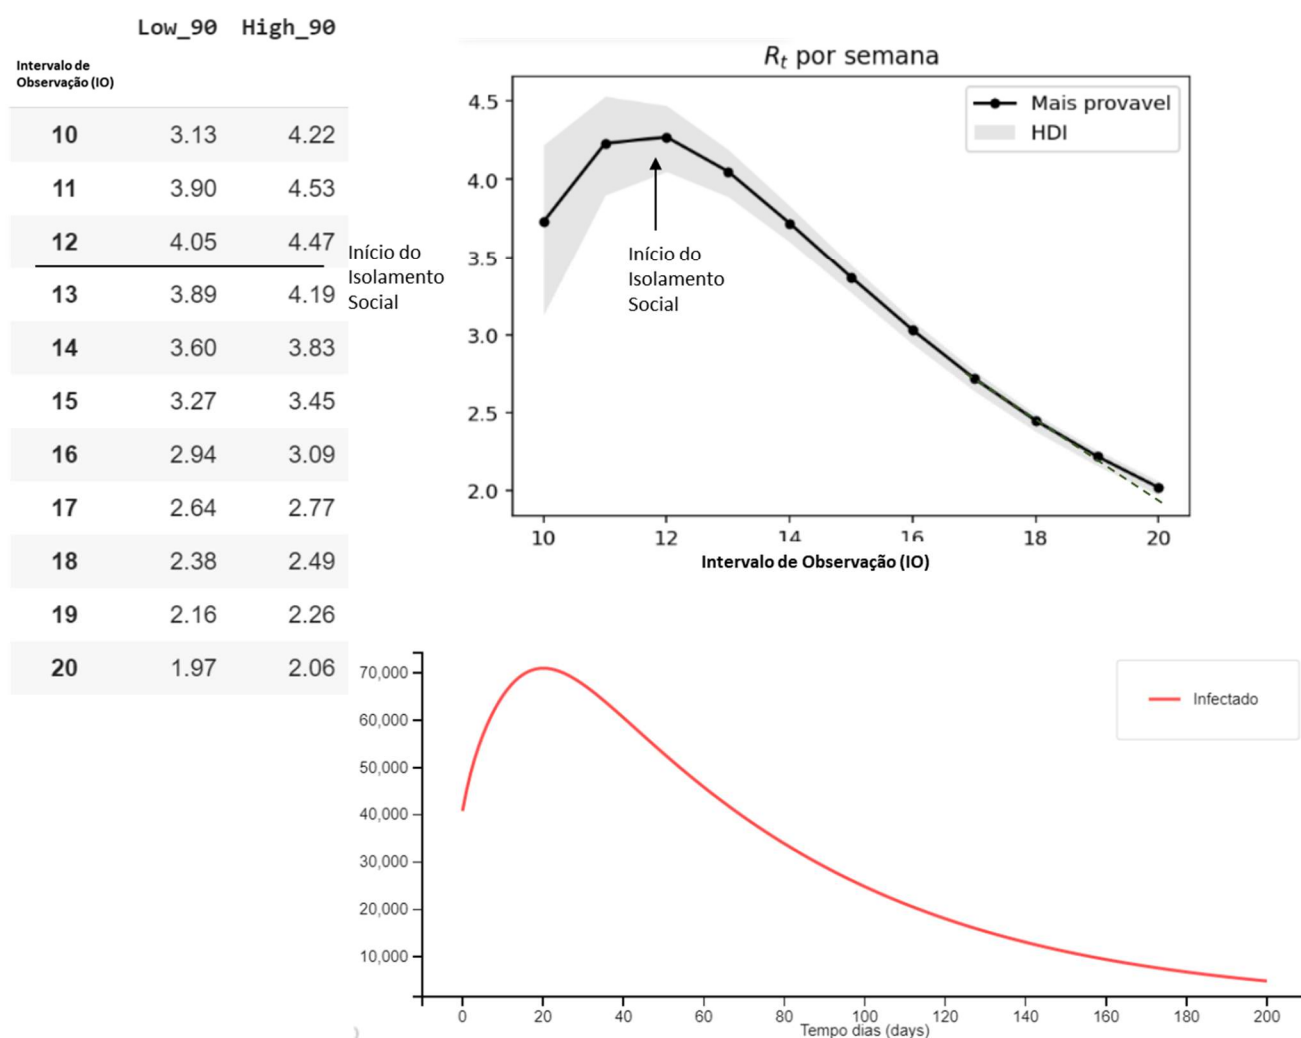 Low_90 High_90
Intervalo de
Observação (IO)
10 3.13 4.22
11 3.90 4.53
12 4.05 4.47
13 3.89 4.19
14 3.60 3.83
15 3.27 3.45
16 2.94 3.09
17 2.64 2.77
18 2.38 2.49
19 2.16 2.26
20 1.97 2.06
Início do
Isolamento
Social
Rt por semana
Mais provavel
HDI
4.5
4.0
3.5
3.0
2.5
2.0
Início do
Isolamento
Social
10 12 14 16 18 20
Intervalo de Observação (IO)
70,000
60,000
50,000
40,000
30,000
20,000
10,000
Infectado
0 20 40 60 80 100 120 140 160 180 200
Tempo dias (days)